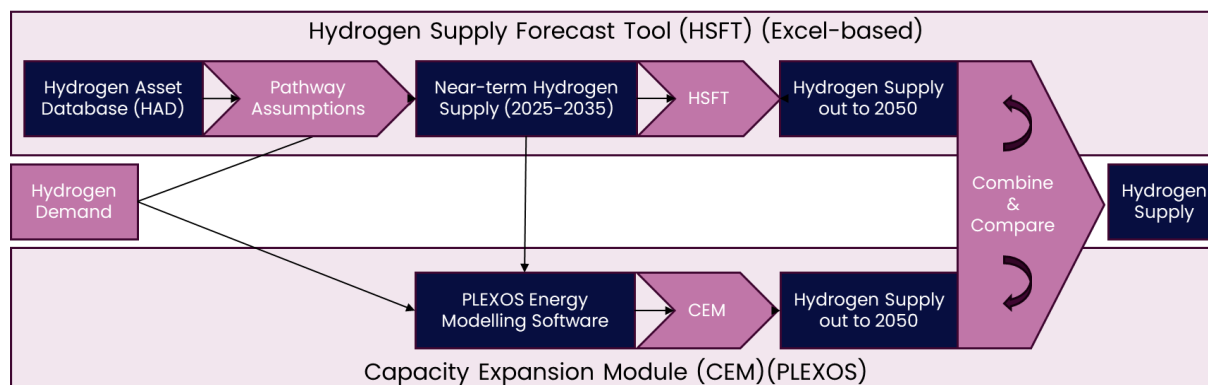 Hydrogen Supply Forecast Tool (HSFT) (Excel-based)
Hydrogen Asset
Database (HAD)
Pathway
Assumptions
Near-term Hydrogen
Supply (2025-2035)
HSFT
Hydrogen Supply
out to 2050
Hydrogen
Demand
Combine
&
Compare
Hydrogen
Supply
PLEXOS Energy
Modelling Software
CEM
Hydrogen Supply
out to 2050
Capacity Expansion Module (CEM)(PLEXOS)